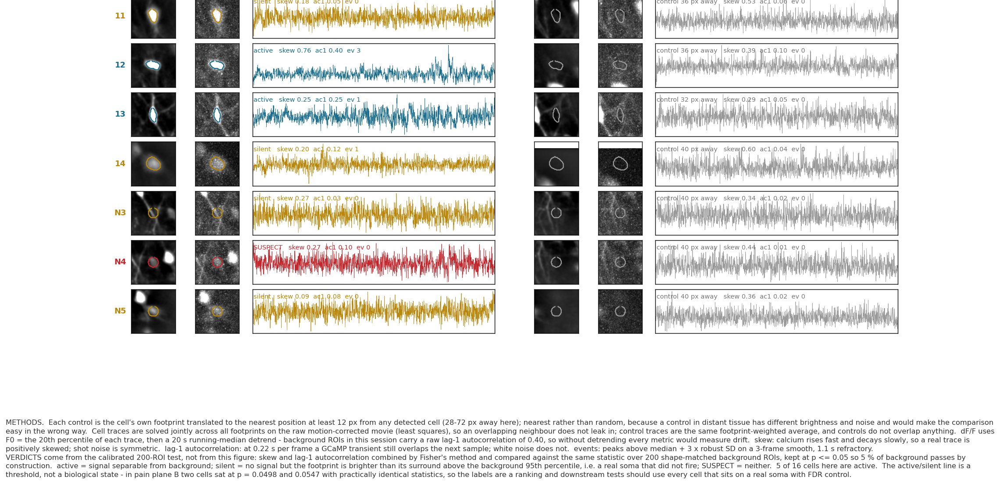 silent   skew 0.18  ac1 0.05  ev 0
control 36 px away   skew 0.53  ac1 0.06  ev 0
11
active   skew 0.76  ac1 0.40  ev 3
control 36 px away   skew 0.39  ac1 0.10  ev 0
12
active   skew 0.25  ac1 0.25  ev 1
control 32 px away   skew 0.29  ac1 0.05  ev 0
13
silent   skew 0.20  ac1 0.12  ev 1
control 40 px away   skew 0.60  ac1 0.04  ev 0
14
silent   skew 0.27  ac1 0.03  ev 0
control 40 px away   skew 0.34  ac1 0.02  ev 0
N3
SUSPECT   skew 0.27  ac1 0.10  ev 0
control 40 px away   skew 0.44  ac1 0.01  ev 0
N4
silent   skew 0.09  ac1 0.08  ev 0
control 40 px away   skew 0.36  ac1 0.02  ev 0
N5
METHODS.  Each control is the cell's own footprint translated to the nearest position at least 12 px from any detected cell (28-72 px away here); nearest rather than random, because a control in distant tissue has different brightness and noise and would make the comparison
easy in the wrong way.  Cell traces are solved jointly across all footprints on the raw motion-corrected movie (least squares), so an overlapping neighbour does not leak in; control traces are the same footprint-weighted average, and controls do not overlap anything.  dF/F uses
F0 = the 20th percentile of each trace, then a 20 s running-median detrend - background ROIs in this session carry a raw lag-1 autocorrelation of 0.40, so without detrending every metric would measure drift.  skew: calcium rises fast and decays slowly, so a real trace is
positively skewed; shot noise is symmetric.  lag-1 autocorrelation: at 0.22 s per frame a GCaMP transient still overlaps the next sample; white noise does not.  events: peaks above median + 3 x robust SD on a 3-frame smooth, 1.1 s refractory.
VERDICTS come from the calibrated 200-ROI test, not from this figure: skew and lag-1 autocorrelation combined by Fisher's method and compared against the same statistic over 200 shape-matched background ROIs, kept at p <= 0.05 so 5 % of background passes by
construction.  active = signal separable from background; silent = no signal but the footprint is brighter than its surround above the background 95th percentile, i.e. a real soma that did not fire; SUSPECT = neither.  5 of 16 cells here are active.  The active/silent line is a
threshold, not a biological state - in pain plane B two cells sat at p = 0.0498 and 0.0547 with practically identical statistics, so the labels are a ranking and downstream tests should use every cell that sits on a real soma with FDR control.